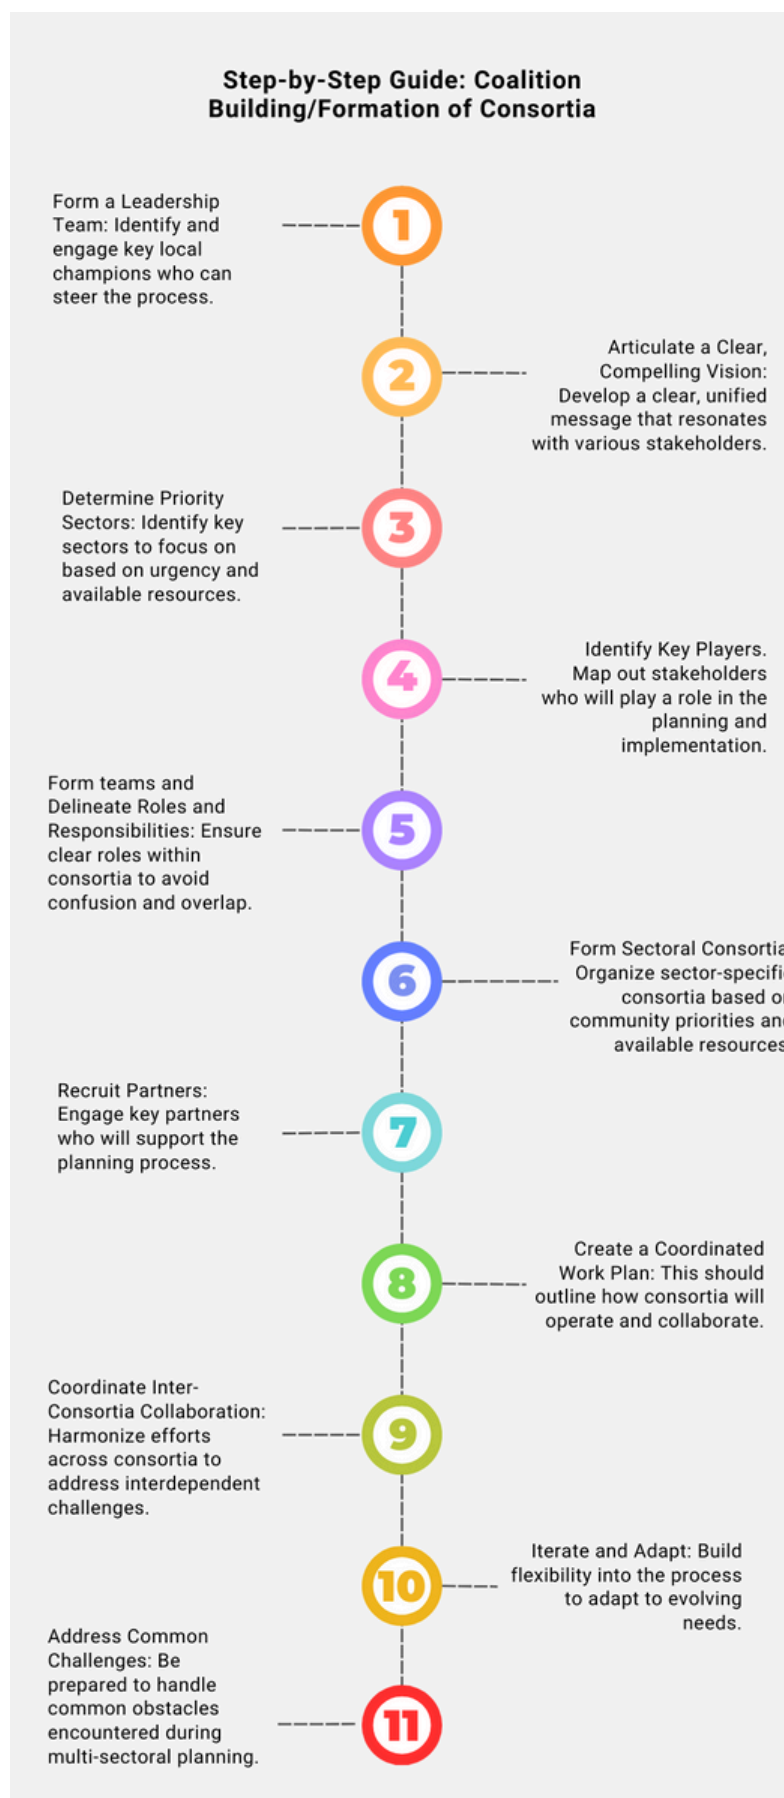 Step-by-Step Guide: Coalition
Building/Formation of Consortia
Form a Leadership
Team: Identify and
engage key local
champions who can
steer the process.
1
2
Articulate a Clear,
Compelling Vision:
Develop a clear, unified
message that resonates
with various stakeholders.
Determine Priority
Sectors: Identify key
sectors to focus on
based on urgency and
available resources.
3
4
Identify Key Players.
Map out stakeholders
who will play a role in the
planning and
implementation.
Form teams and
Delineate Roles and
Responsibilities: Ensure
clear roles within
consortia to avoid
confusion and overlap.
5
6
Form Sectoral Consortia
Organize sector-specifi
consortia based o
community priorities an
available resources
Recruit Partners:
Engage key partners
who will support the
planning process.
7
8
Create a Coordinated
Work Plan: This should
outline how consortia will
operate and collaborate.
Coordinate Inter-
Consortia Collaboration:
Harmonize efforts
across consortia to
address interdependent
challenges.
9
10
Iterate and Adapt: Build
flexibility into the process
to adapt to evolving
needs.
Address Common
Challenges: Be
prepared to handle
common obstacles
encountered during
multi-sectoral planning.
11